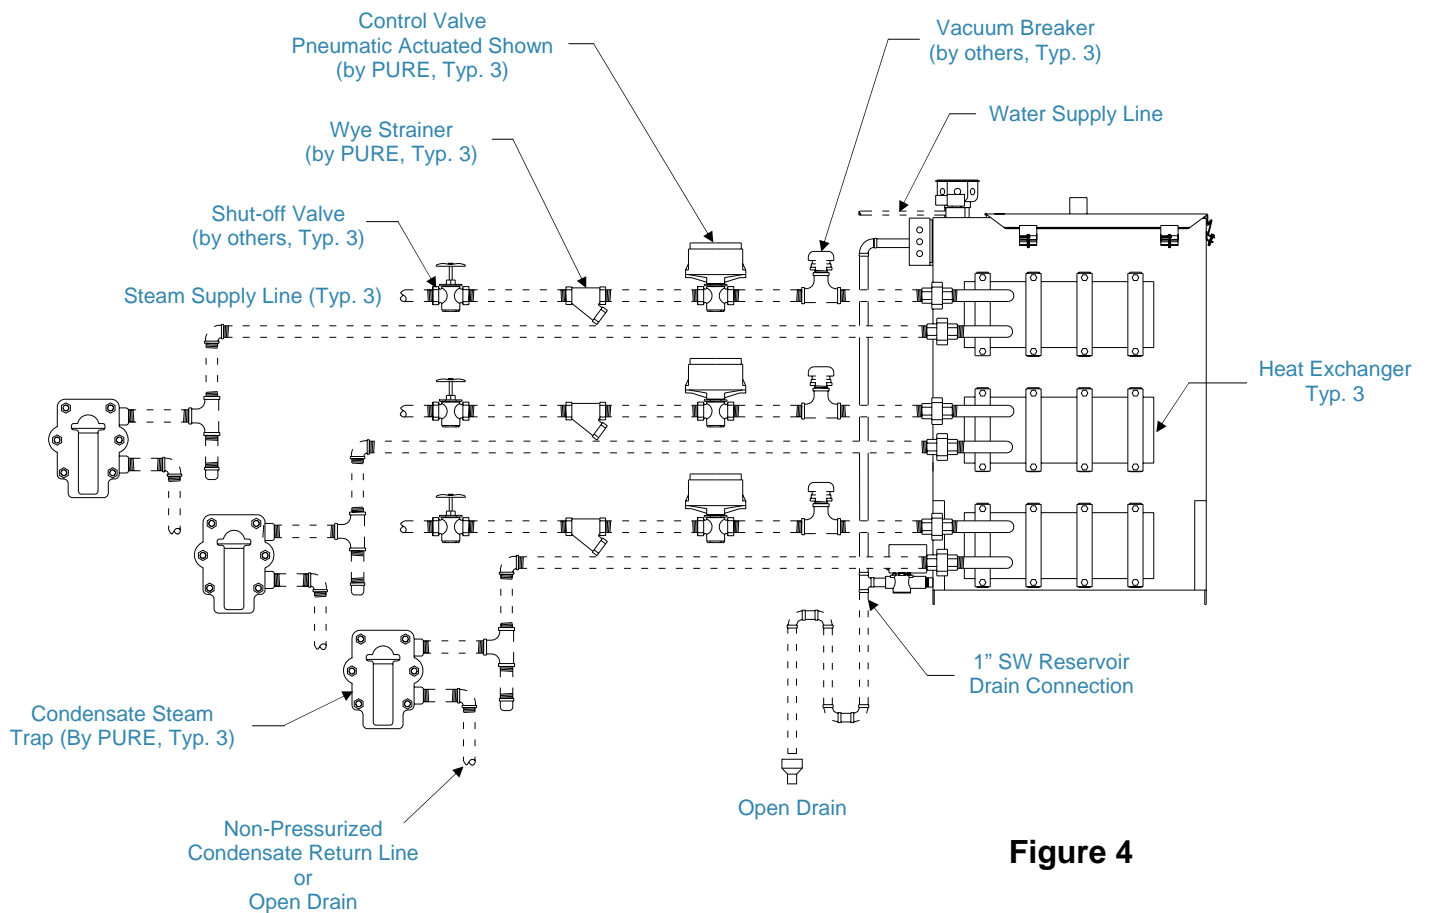 Control Valve
Pneumatic Actuated Shown
(by PURE, Typ. 3)
Vacuum Breaker
(by others, Typ. 3)
Water Supply Line
Wye Strainer
(by PURE, Typ. 3)
Shut-off Valve
(by others, Typ. 3)
Steam Supply Line (Typ. 3)
Heat Exchanger
Typ. 3
1” SW Reservoir
Drain Connection
Condensate Steam
Trap (By PURE, Typ. 3)
Open Drain
Non-Pressurized
Condensate Return Line
or
Open Drain
Figure 4